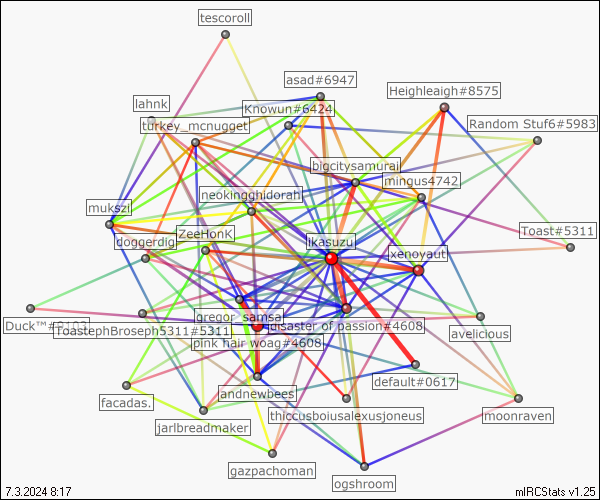 tescoroll
asad#6947
Heighleaigh#8575
lahnk
Knowun#6424
turkey_mcnugget
Random Stuf6#5983
bigcitysamurai
mingus4742
neokingghidorah
mukszi
ZeeHonK
Toast#5311
doggerdig
ikasuzu
xenoyaut
gregor_samsa
Duck™#0103
ToastephBroseph5311#5311
disaster of passion#4608
avelicious
pink hair woag#4608
default#0617
andnewbees
facadas.
thiccusboiusalexusjoneus
moonraven
jarlbreadmaker
gazpachoman
ogshroom
7.3.2024 8:17
mIRCStats v1.25